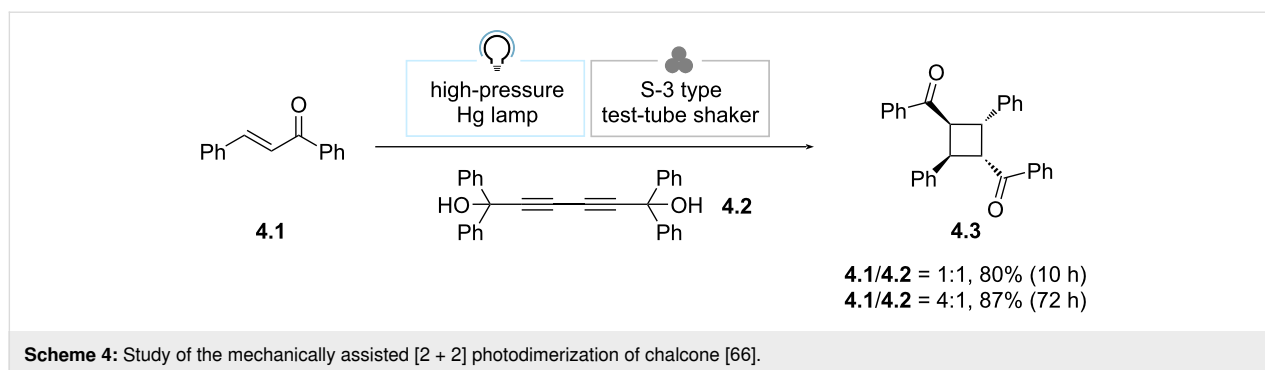 high-pressure
Hg lamp
S-3 type
test-tube shaker
O
Ph
Ph
4.1
Ph
Ph
HO
OH
4.2
Ph
Ph
O
Ph
Ph
Ph
Ph
O
4.3
4.1/4.2 = 1:1, 80% (10 h)
4.1/4.2 = 4:1, 87% (72 h)
Scheme 4: Study of the mechanically assisted [2 + 2] photodimerization of chalcone [66].